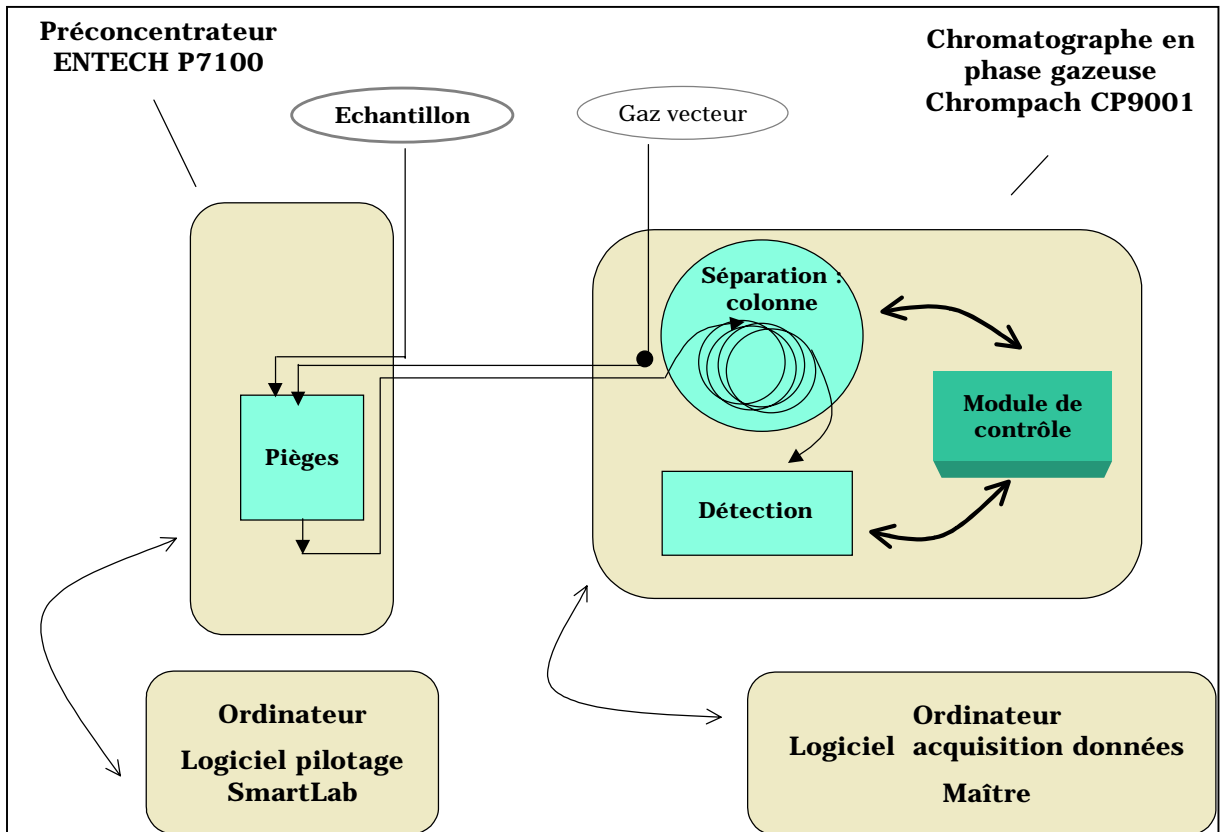 Préconcentrateur
ENTECH P7100
Chromatographe en
phase gazeuse
Chrompach CP9001
Echantillon
Gaz vecteur
Séparation :
colonne
Module de
contrôle
Pièges
Détection
Ordinateur
Logiciel pilotage
SmartLab
Ordinateur
Logiciel acquisition données
Maître